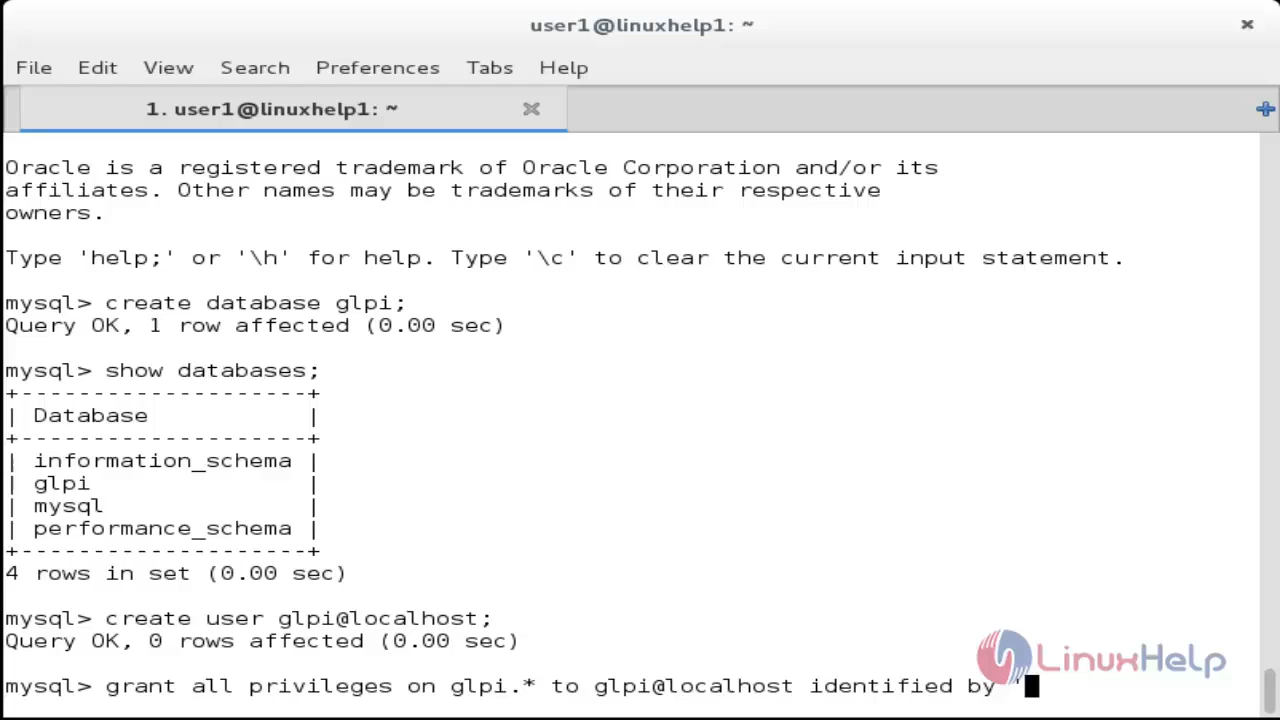 user1@linuxhelp1: ~
File Edit View Search Preferences Tabs Help
1. user1@linuxhelp1: ~
Oracle is a registered trademark of Oracle Corporation and/or its
affiliates. Other names may be trademarks of their respective
owners.
Type 'help;' or '\h' for help. Type '\c' to clear the current input statement.
mysql> create database glpi;
Query OK, 1 row affected (0.00 sec)
mysql> show databases;
+--------------------+
| Database           |
+--------------------+
| information_schema |
| glpi               |
| mysql              |
| performance_schema |
+--------------------+
4 rows in set (0.00 sec)
mysql> create user glpi@localhost;
Query OK, 0 rows affected (0.00 sec)
LinuxHelp
mysql> grant all privileges on glpi.* to glpi@localhost identified by '